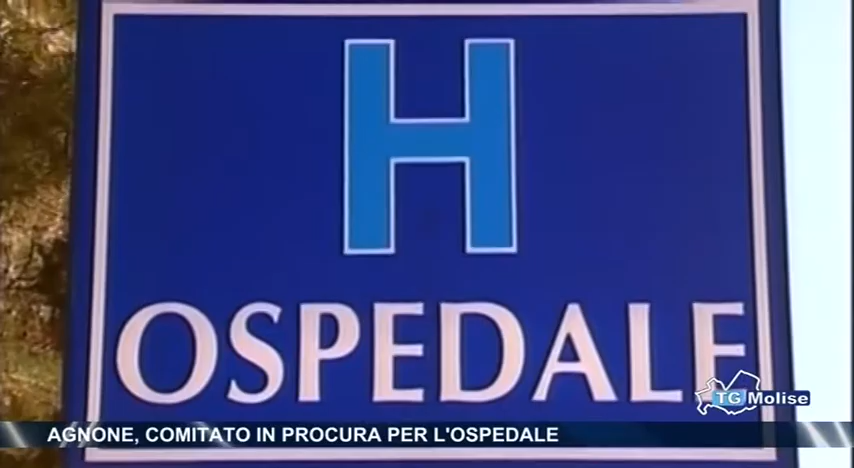 H
OSPEDALE
TG Molise
AGNONE, COMITATO IN PROCURA PER L'OSPEDALE